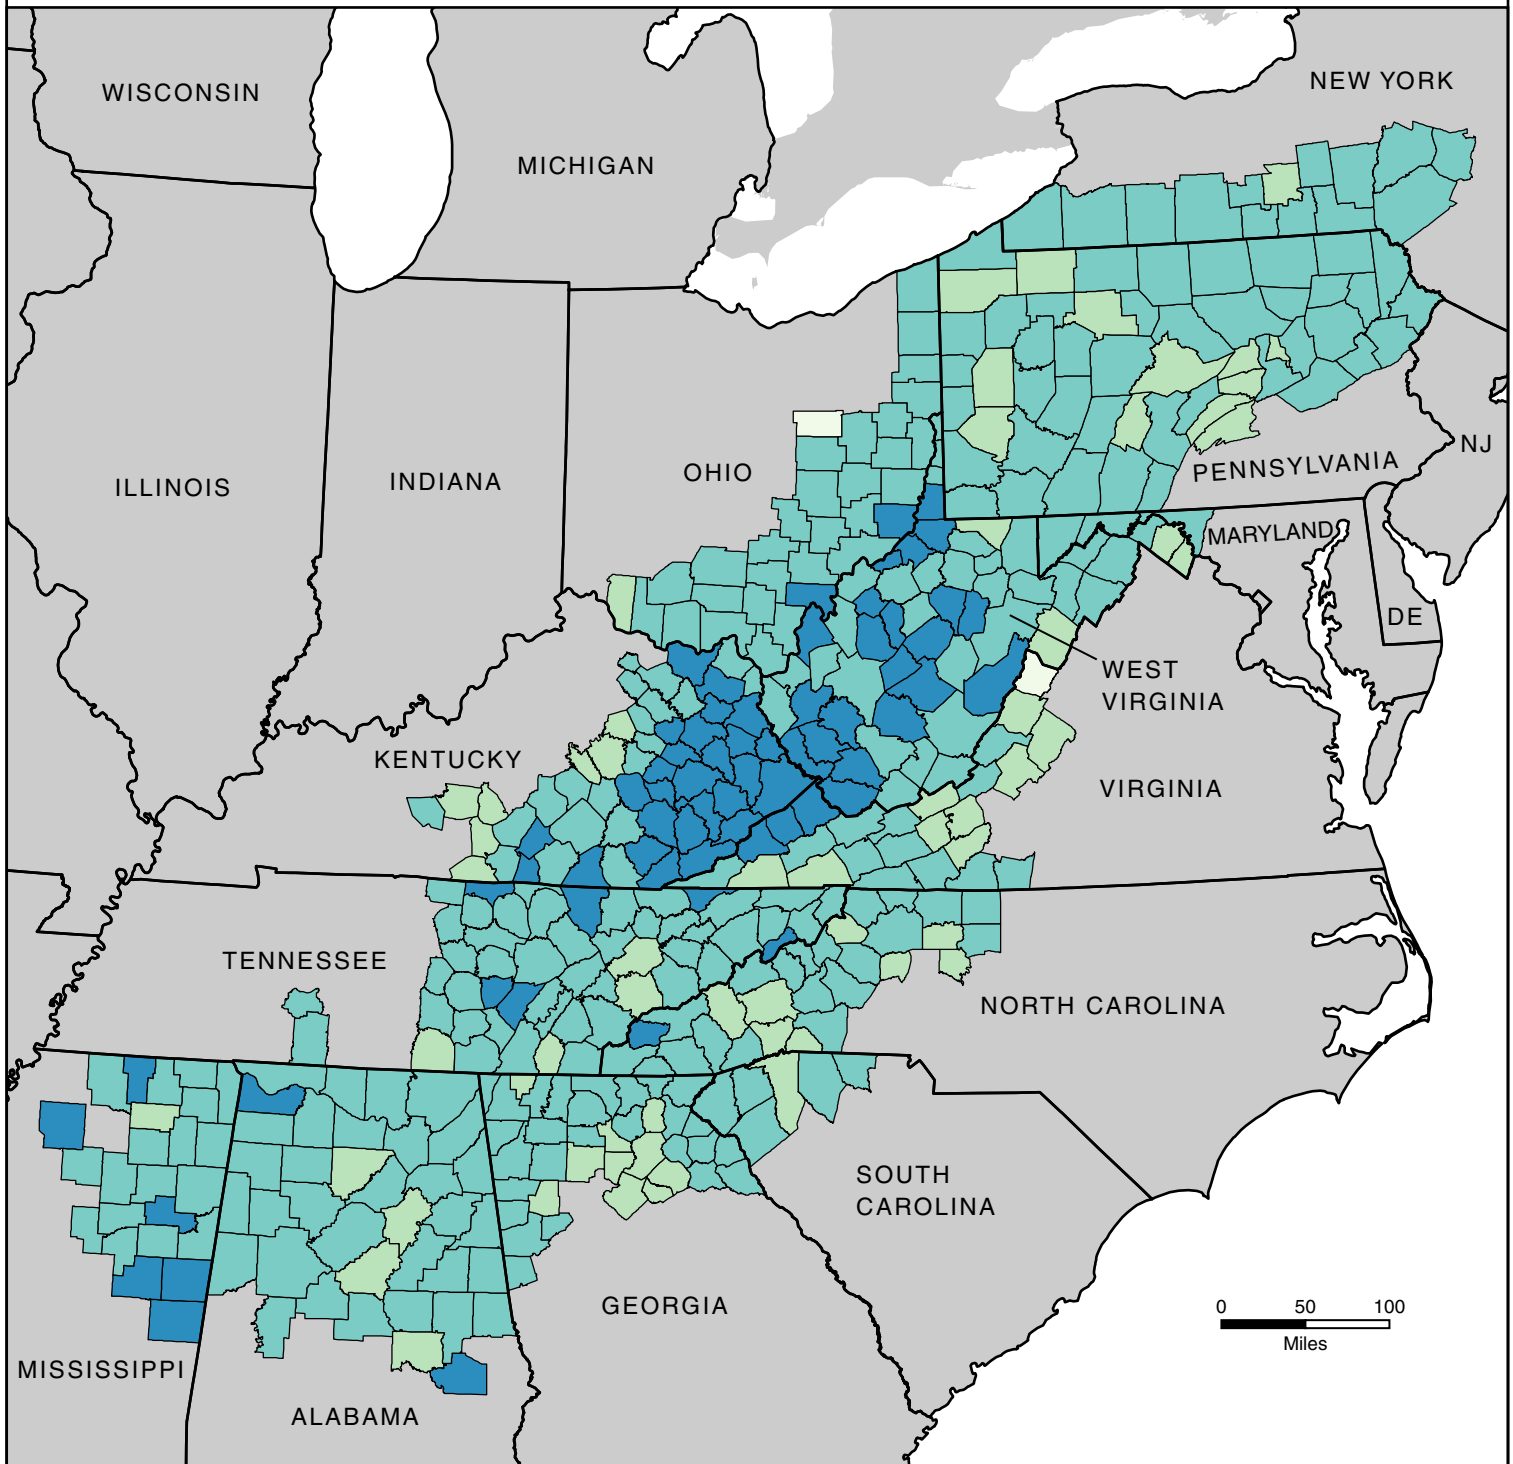 WISCONSIN
NEW YORK
MICHIGAN
ILLINOIS
INDIANA
OHIO
PENNSYLVANIA
NJ
MARYLAND
DE
WEST
VIRGINIA
KENTUCKY
VIRGINIA
TENNESSEE
NORTH CAROLINA
SOUTH
CAROLINA
GEORGIA
MISSISSIPPI
ALABAMA
0 50 100
Miles